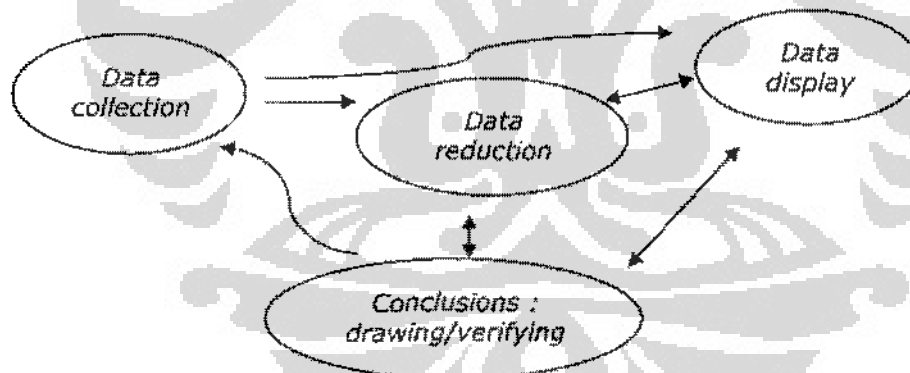 Data
collection
Data
reduction
Data
display
Conclusions :
drawing/verifying